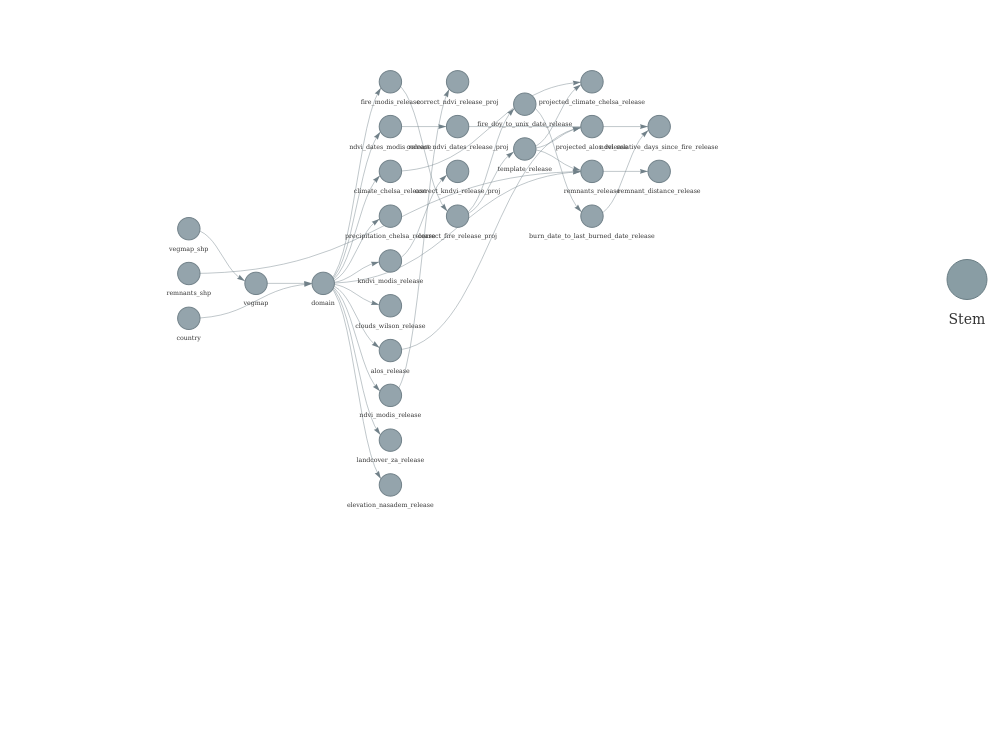 fire_modis_release
correct_ndvi_release_proj
projected_climate_chelsa_release
fire_doy_to_unix_date_release
ndvi_dates_modis_release
correct_ndvi_dates_release_proj
projected_alos_release
ndvi_relative_days_since_fire_release
template_release
climate_chelsa_release
correct_kndvi_release_proj
remnants_release
remnant_distance_release
precipitation_chelsa_release
correct_fire_release_proj
burn_date_to_last_burned_date_release
vegmap_shp
kndvi_modis_release
remnants_shp
vegmap
domain
clouds_wilson_release
country
alos_release
ndvi_modis_release
landcover_za_release
elevation_nasadem_release
Stem